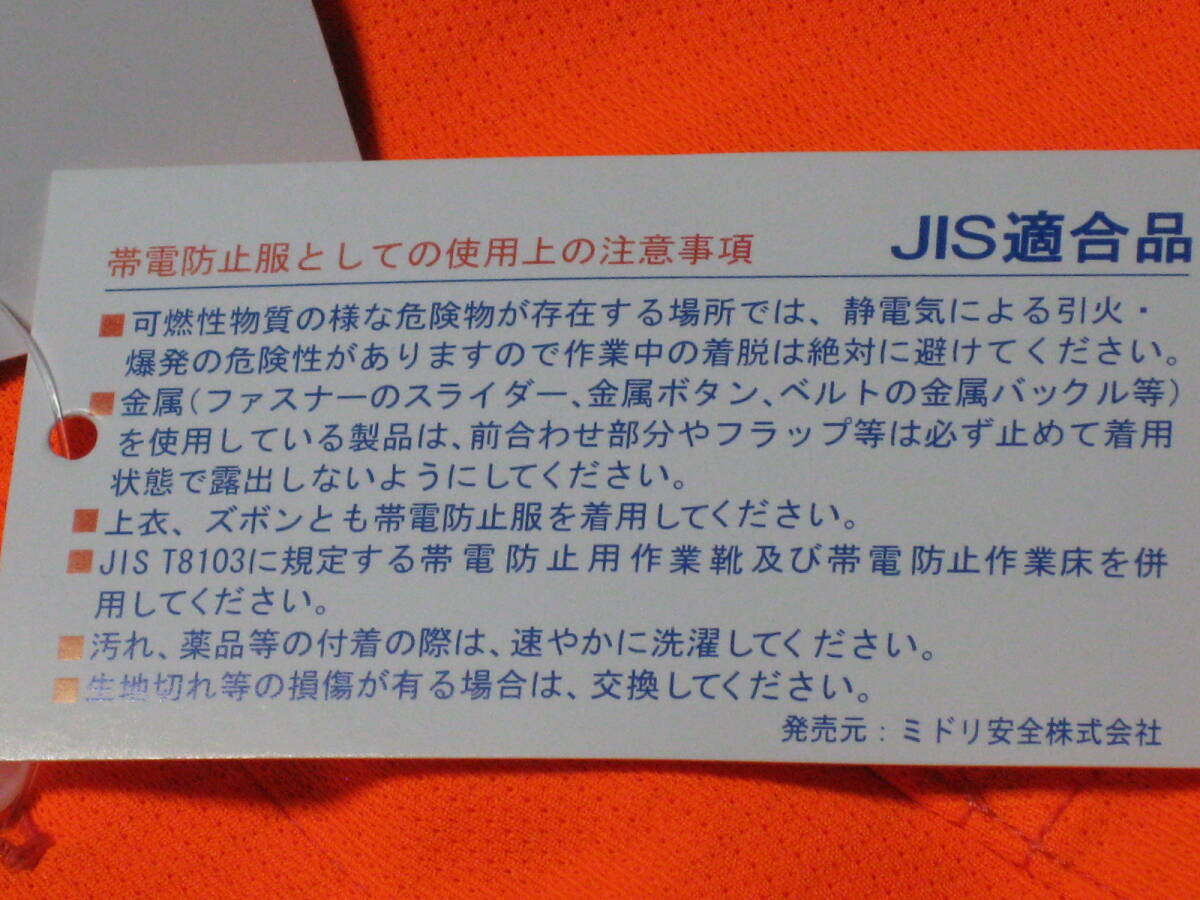 JIS適合品
帯電防止服としての使用上の注意事項
■可燃性物質の様な危険物が存在する場所では、静電気による引火・
爆発の危険性がありますので作業中の着脱は絶対に避けてください。
■金属(ファスナーのスライダー、金属ボタン、ベルトの金属バックル等)
を使用している製品は、前合わせ部分やフラップ等は必ず止めて着用
状態で露出しないようにしてください。
■上衣、ズボンとも帯電防止服を着用してください。
■JIS T8103に規定する帯電防止用作業靴及び帯電防止作業床を併
用してください。
■汚れ、薬品等の付着の際は、速やかに洗濯してください。
■生地切れ等の損傷が有る場合は、交換してください。
発売元:ミドリ安全株式会社